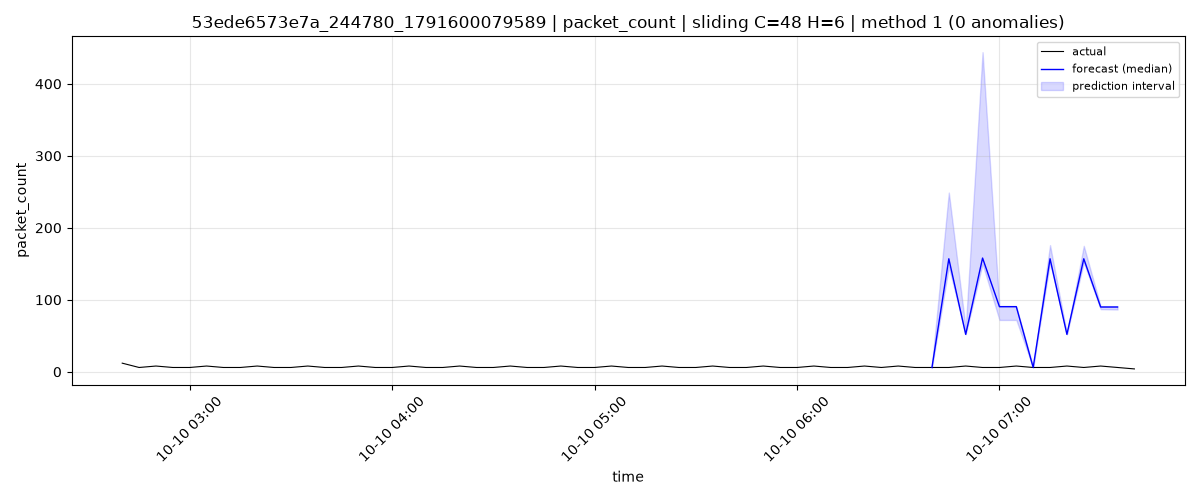 53ede6573e7a_244780_1791600079589 | packet_count | sliding C=48 H=6 | method 1 (0 anomalies)
actual
forecast (median)
prediction interval
packet_count
400
300
200
100
0
10-10 03:00
10-10 04:00
10-10 05:00
10-10 06:00
10-10 07:00
time